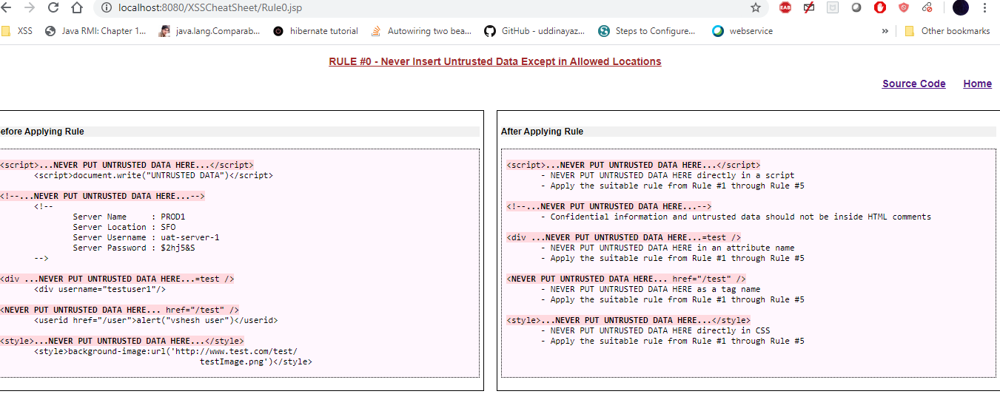 localhost:8080/XSSCheatSheet/Rule0.jsp
XSS Java RMI: Chapter 1... java.lang.Comparab... hibernate tutorial Autowiring two bea... GitHub - uddinayaz... Steps to Configure... webservice » Other bookmarks
RULE #0 - Never Insert Untrusted Data Except in Allowed Locations
Source Code Home
efore Applying Rule
<script>...NEVER PUT UNTRUSTED DATA HERE...</script>
<script>document.write("UNTRUSTED DATA")</script>
<!--...NEVER PUT UNTRUSTED DATA HERE...-->
<!--
Server Name : PROD1
Server Location : SFO
Server Username : uat-server-1
Server Password : $2hj5&S
-->
<div ...NEVER PUT UNTRUSTED DATA HERE...=test />
<div username="testuser1"/>
<NEVER PUT UNTRUSTED DATA HERE... href="/test" />
<userid href="/user">alert("vshesh user")</userid>
<style>...NEVER PUT UNTRUSTED DATA HERE...</style>
<style>background-image:url('http://www.test.com/test/
testImage.png')</style>
After Applying Rule
<script>...NEVER PUT UNTRUSTED DATA HERE...</script>
- NEVER PUT UNTRUSTED DATA HERE directly in a script
- Apply the suitable rule from Rule #1 through Rule #5
<!--...NEVER PUT UNTRUSTED DATA HERE...-->
- Confidential information and untrusted data should not be inside HTML comments
<div ...NEVER PUT UNTRUSTED DATA HERE...=test />
- NEVER PUT UNTRUSTED DATA HERE in an attribute name
- Apply the suitable rule from Rule #1 through Rule #5
<NEVER PUT UNTRUSTED DATA HERE... href="/test" />
- NEVER PUT UNTRUSTED DATA HERE as a tag name
- Apply the suitable rule from Rule #1 through Rule #5
<style>...NEVER PUT UNTRUSTED DATA HERE...</style>
- NEVER PUT UNTRUSTED DATA HERE directly in CSS
- Apply the suitable rule from Rule #1 through Rule #5